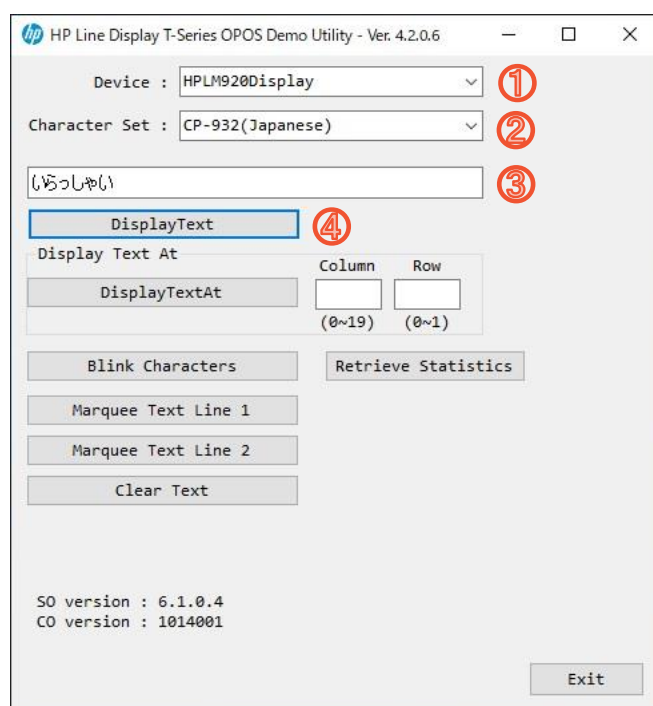 hp HP Line Display T-Series OPOS Demo Utility - Ver. 4.2.0.6
Device : HPLM920Display ①
Character Set : CP-932(Japanese) ②
いらっしゃい ③
DisplayText ④
Display Text At
Column Row
DisplayTextAt
(0~19) (0~1)
Blink Characters Retrieve Statistics
Marquee Text Line 1
Marquee Text Line 2
Clear Text
SO version : 6.1.0.4
CO version : 1014001
Exit